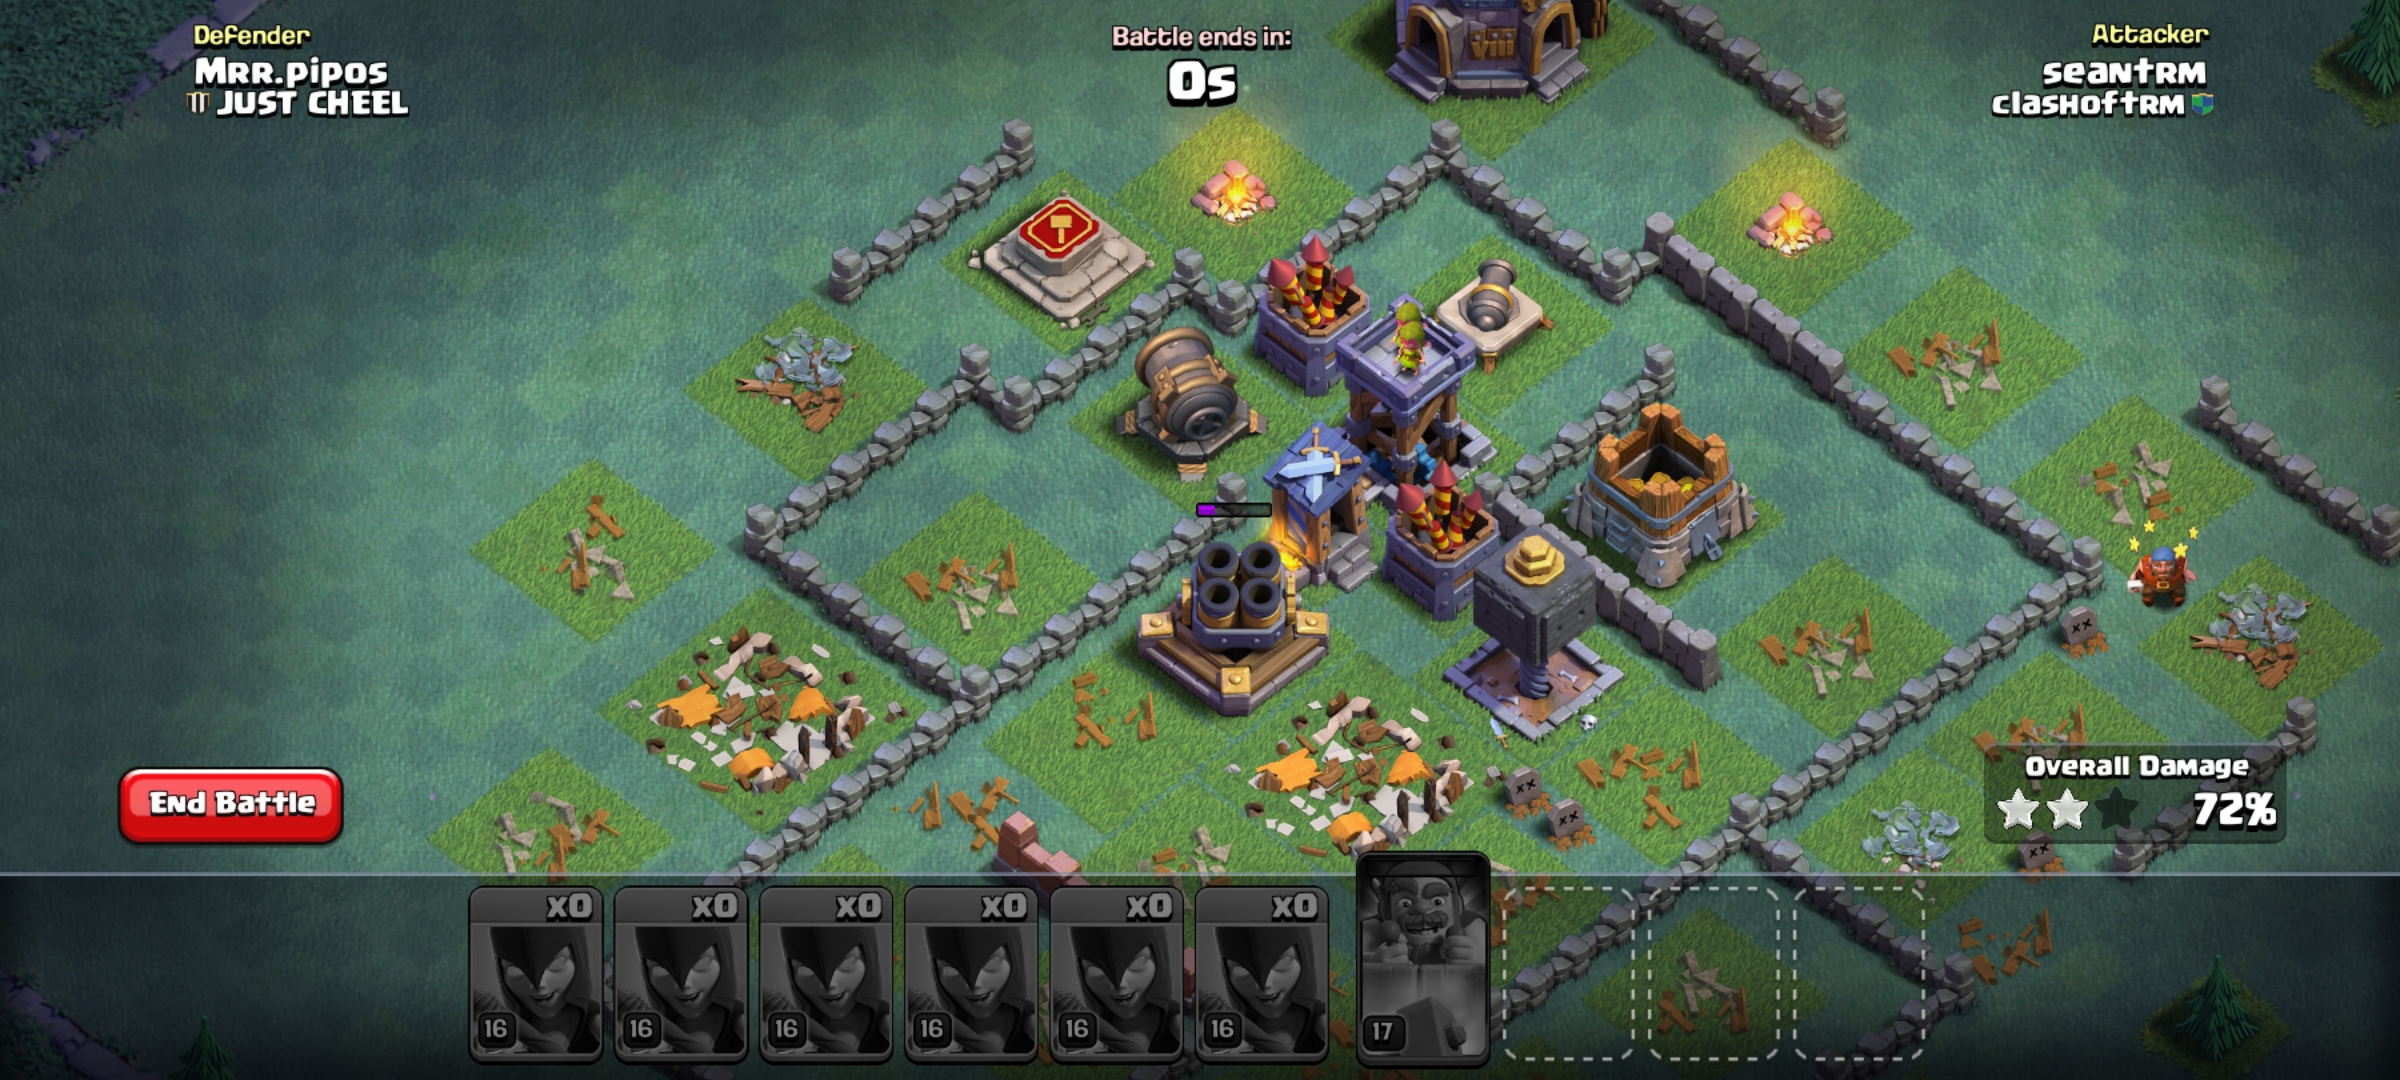 Defender
Mrr.pipos
JUST CHEEL
Battle ends in:
0s
Attacker
seantrm
clashoftrm
VIII
End Battle
Overall Damage
72%
x0 x0 x0 x0 x0 x0
16 16 16 16 16 16 17